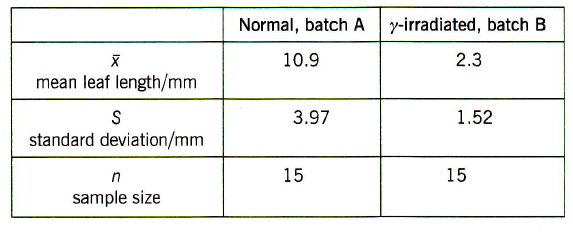 Normal, batch A γ-irradiated, batch B
x̄ 10.9 2.3
mean leaf length/mm
S 3.97 1.52
standard deviation/mm
n 15 15
sample size